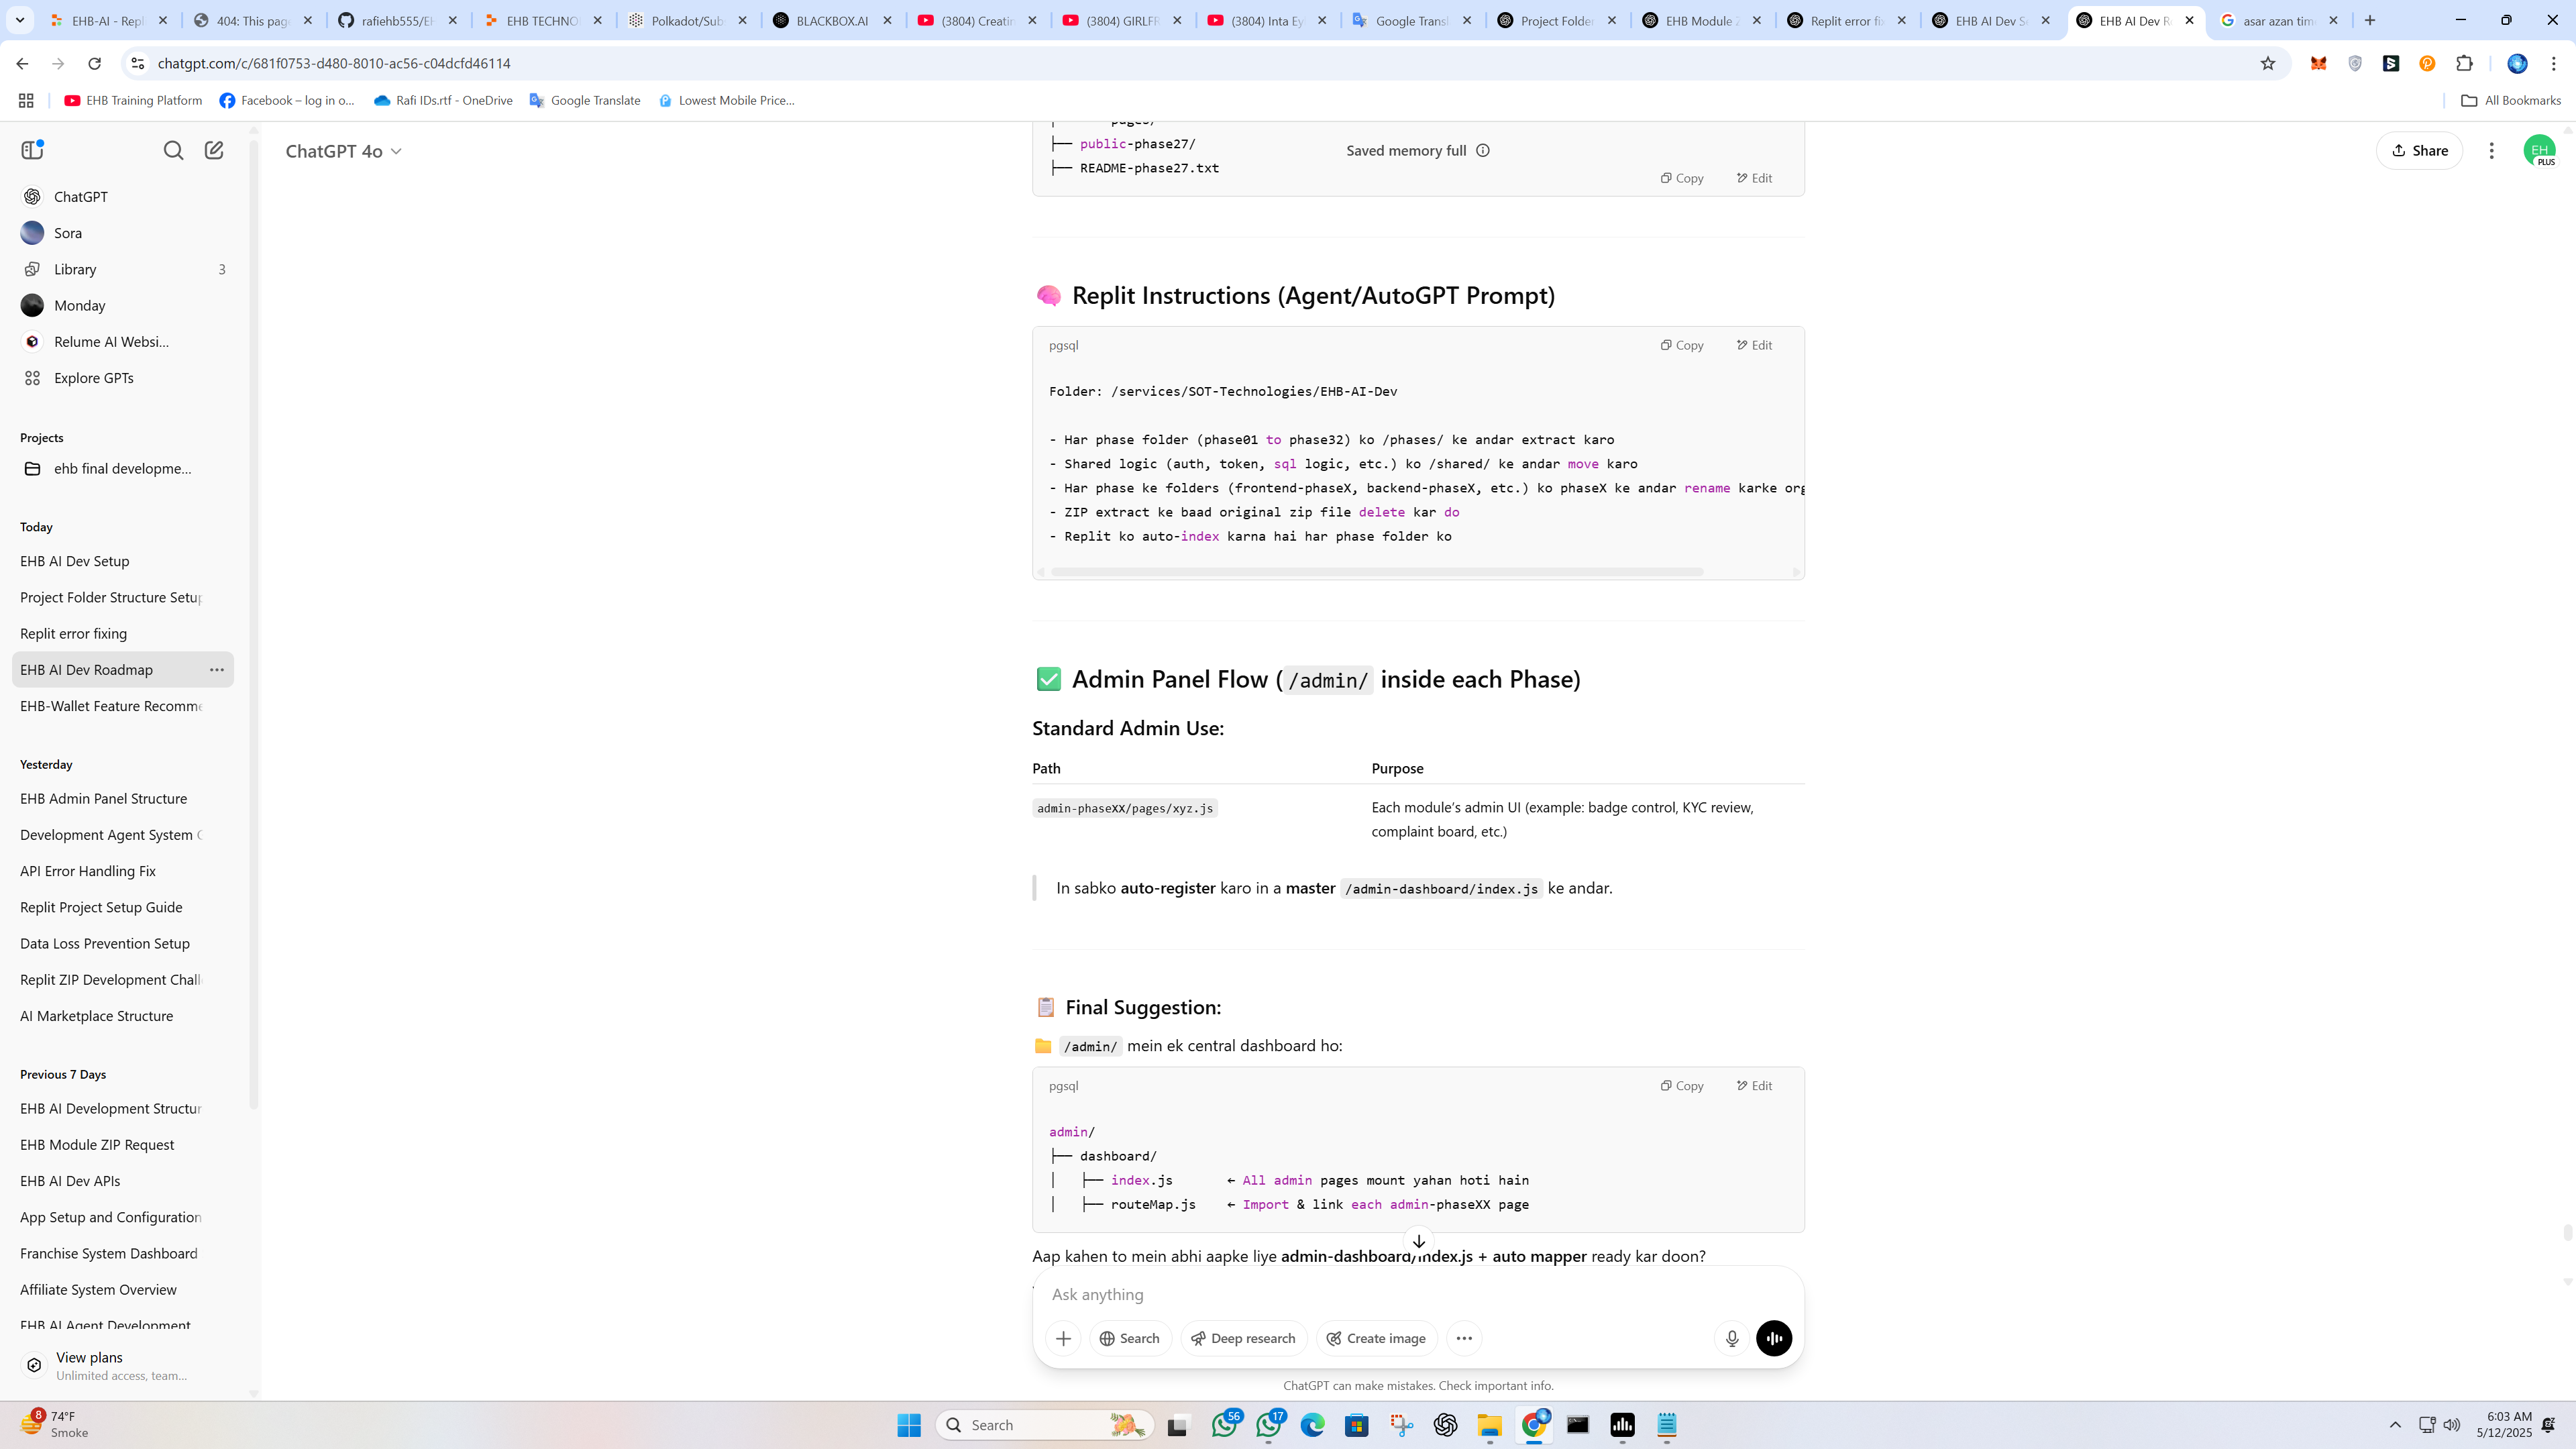 EHB-AI - Repl
404: This pag
rafiehb555/EH
EHB TECHNO
Polkadot/Sub
BLACKBOX.AI
(3804) Creatin
(3804) GIRLFR
(3804) Inta Ey
Google Transl
Project Folder
EHB Module Z
Replit error fi
EHB AI Dev Se
EHB AI Dev R
asar azan tim
chatgpt.com/c/681f0753-d480-8010-ac56-c04dcfd46114
EHB Training Platform
Facebook – log in o...
Rafi IDs.rtf - OneDrive
Google Translate
Lowest Mobile Price...
All Bookmarks
ChatGPT
Sora
Library 3
Monday
Relume AI Websi...
Explore GPTs
Projects
ehb final developme...
Today
EHB AI Dev Setup
Project Folder Structure Setup
Replit error fixing
EHB AI Dev Roadmap
EHB-Wallet Feature Recomme
Yesterday
EHB Admin Panel Structure
Development Agent System
API Error Handling Fix
Replit Project Setup Guide
Data Loss Prevention Setup
Replit ZIP Development Chall
AI Marketplace Structure
Previous 7 Days
EHB AI Development Structur
EHB Module ZIP Request
EHB AI Dev APIs
App Setup and Configuration
Franchise System Dashboard
Affiliate System Overview
EHB AI Agent Development
View plans
Unlimited access, team...
ChatGPT 4o
Saved memory full
Share
EH
PLUS
├── public-phase27/
├── README-phase27.txt
Copy Edit
🧠 Replit Instructions (Agent/AutoGPT Prompt)
pgsql
Copy Edit
Folder: /services/SOT-Technologies/EHB-AI-Dev
- Har phase folder (phase01 to phase32) ko /phases/ ke andar extract karo
- Shared logic (auth, token, sql logic, etc.) ko /shared/ ke andar move karo
- Har phase ke folders (frontend-phaseX, backend-phaseX, etc.) ko phaseX ke andar rename karke org
- ZIP extract ke baad original zip file delete kar do
- Replit ko auto-index karna hai har phase folder ko
✅ Admin Panel Flow (/admin/ inside each Phase)
Standard Admin Use:
Path Purpose
admin-phaseXX/pages/xyz.js Each module’s admin UI (example: badge control, KYC review,
complaint board, etc.)
In sabko auto-register karo in a master /admin-dashboard/index.js ke andar.
📋 Final Suggestion:
📁 /admin/ mein ek central dashboard ho:
pgsql
Copy Edit
admin/
├── dashboard/
│   ├── index.js       ← All admin pages mount yahan hoti hain
│   ├── routeMap.js    ← Import & link each admin-phaseXX page
Aap kahen to mein abhi aapke liye admin-dashboard/index.js + auto mapper ready kar doon?
Ask anything
Search
Deep research
Create image
ChatGPT can make mistakes. Check important info.
8
74°F
Smoke
Search
56
17
6:03 AM
5/12/2025